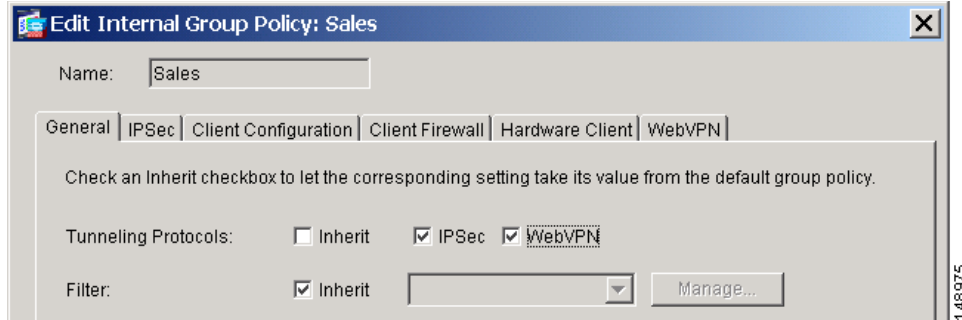 Edit Internal Group Policy: Sales
Name: Sales
General IPSec Client Configuration Client Firewall Hardware Client WebVPN
Check an Inherit checkbox to let the corresponding setting take its value from the default group policy.
Tunneling Protocols: Inherit IPSec WebVPN
Filter: Inherit Manage...
148975